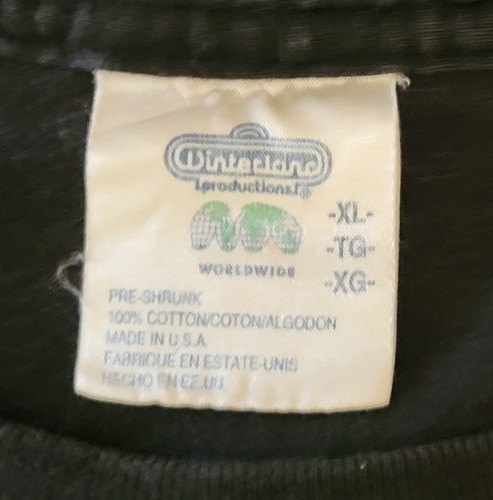 Winterland
productions
-XL-
-TG-
WORLDWIDE
-XG-
PRE-SHRUNK
100% COTTON/COTON/ALGODON
MADE IN U.S.A.
FABRIQUE EN ESTATE-UNIS
HECHO EN EE.UU.